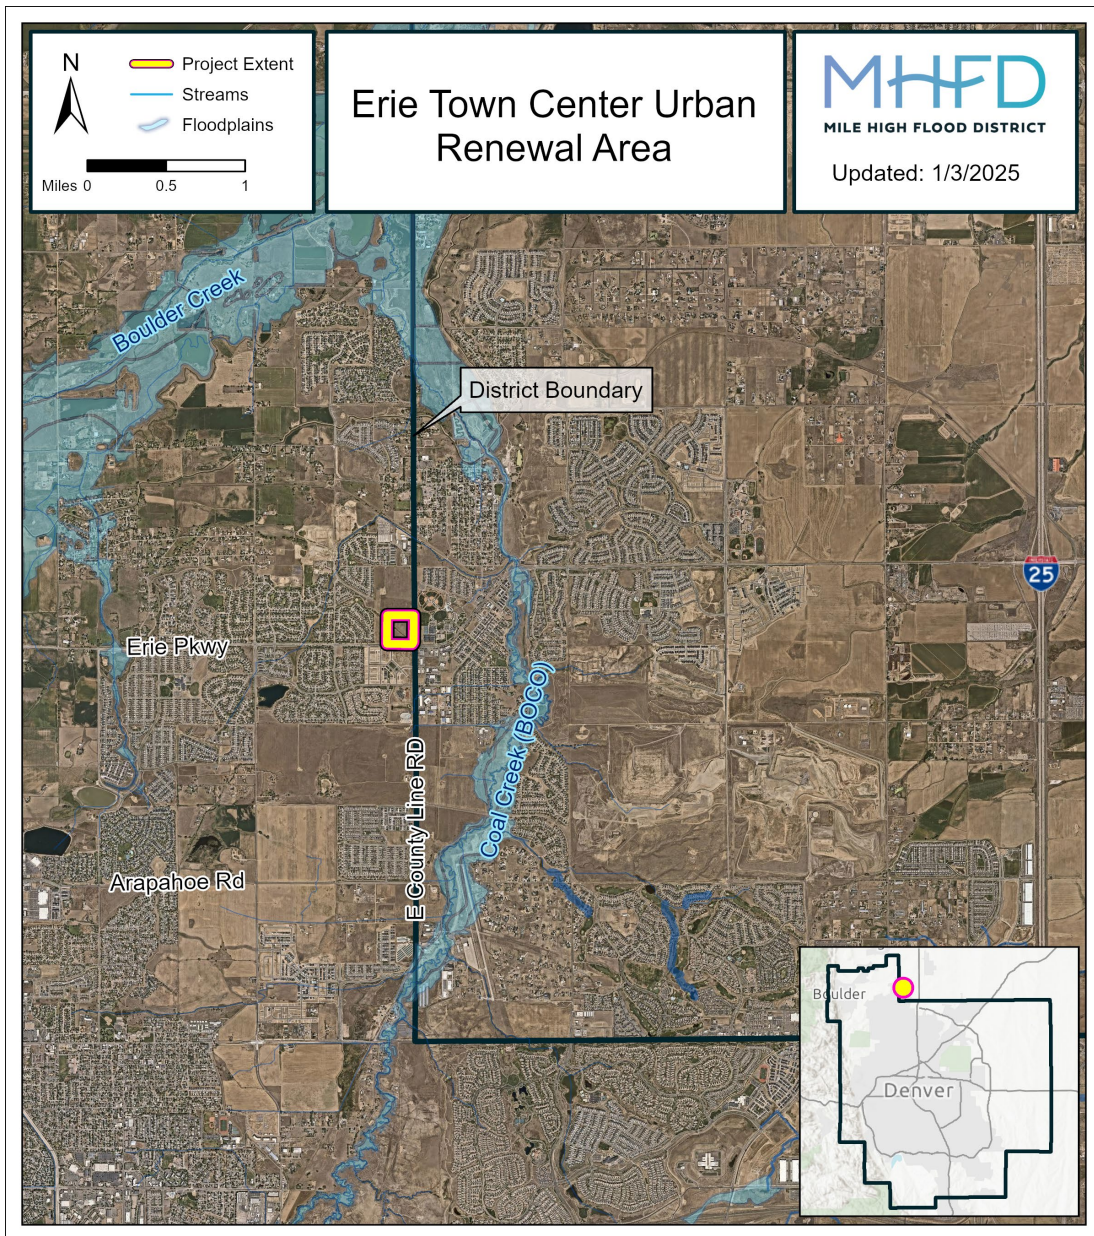 N
Project Extent
Streams
Floodplains
Miles 0 0.5 1
Erie Town Center Urban
Renewal Area
MHFD
MILE HIGH FLOOD DISTRICT
Updated: 1/3/2025
Boulder Creek
District Boundary
INTERSTATE
25
Erie Pkwy
Coal Creek (BOCO)
E County Line RD
Arapahoe Rd
Boulder
Denver